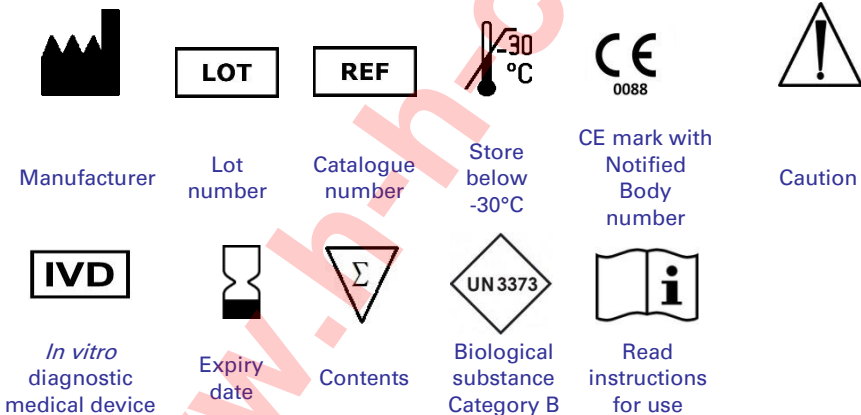 LOT
REF
-30
°C
CE
0088
Manufacturer
Lot
number
Catalogue
number
Store
below
-30°C
CE mark with
Notified
Body
number
Caution
IVD
Σ
UN 3373
i
In vitro
diagnostic
medical device
Expiry
date
Contents
Biological
substance
Category B
Read
instructions
for use